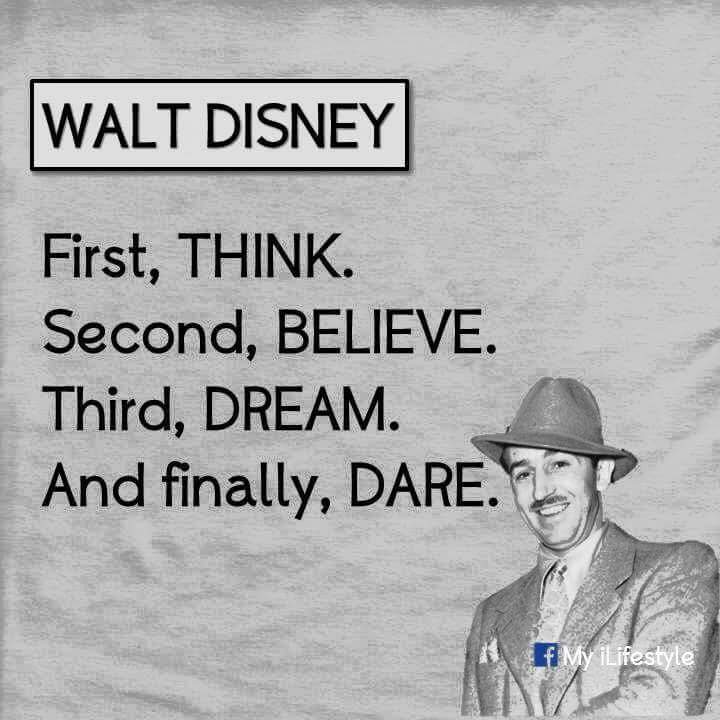 WALT DISNEY
First, THINK.
Second, BELIEVE.
Third, DREAM.
And finally, DARE.
f My iLifestyle